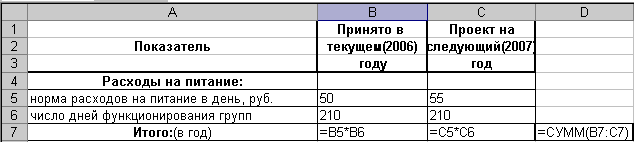 A B C D
1 Принято в Проект на
2 Показатель текущем(2006) следующий(2007)
3 году год
4 Расходы на питание:
5 норма расходов на питание в день, руб. 50 55
6 число дней функционирования групп 210 210
7 Итого:(в год) =B5*B6 =C5*C6 =СУММ(B7:C7)